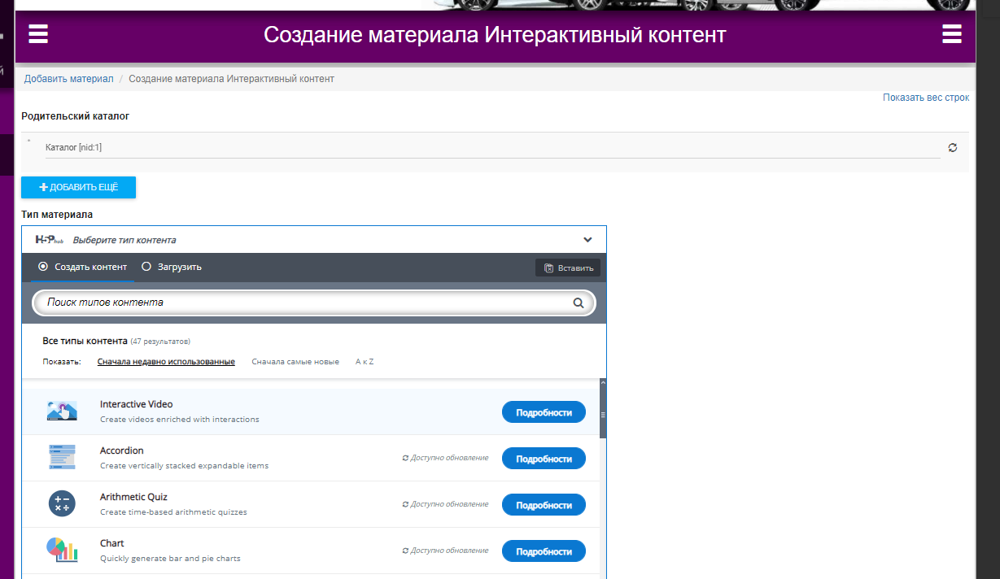 Создание материала Интерактивный контент
Добавить материал / Создание материала Интерактивный контент
Показать вес строк
Родительский каталог
Каталог [nid:1]
ДОБАВИТЬ ЕЩЁ
Тип материала
H5P hub Выберите тип контента
Создать контент Загрузить Вставить
Поиск типов контента
Все типы контента (47 результатов)
Показать: Сначала недавно использованные Сначала самые новые А к Z
Interactive Video
Create videos enriched with interactions
Подробности
Accordion
Create vertically stacked expandable items
Доступно обновление
Подробности
Arithmetic Quiz
Create time-based arithmetic quizzes
Доступно обновление
Подробности
Chart
Quickly generate bar and pie charts
Доступно обновление
Подробности